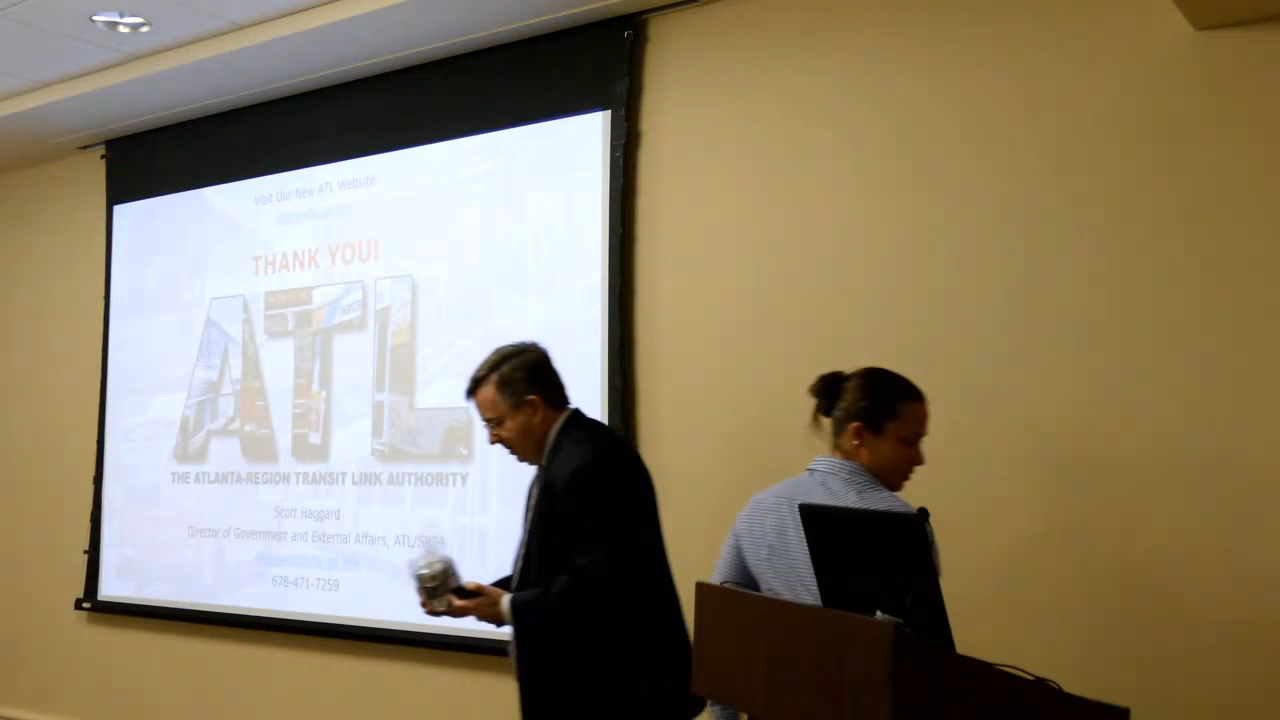 Visit Our New ATL Website
THANK YOU!
ATL
THE ATLANTA-REGION TRANSIT LINK AUTHORITY
Scott Haggard
Director of Government and External Affairs, ATL/SRTA
678-471-7259